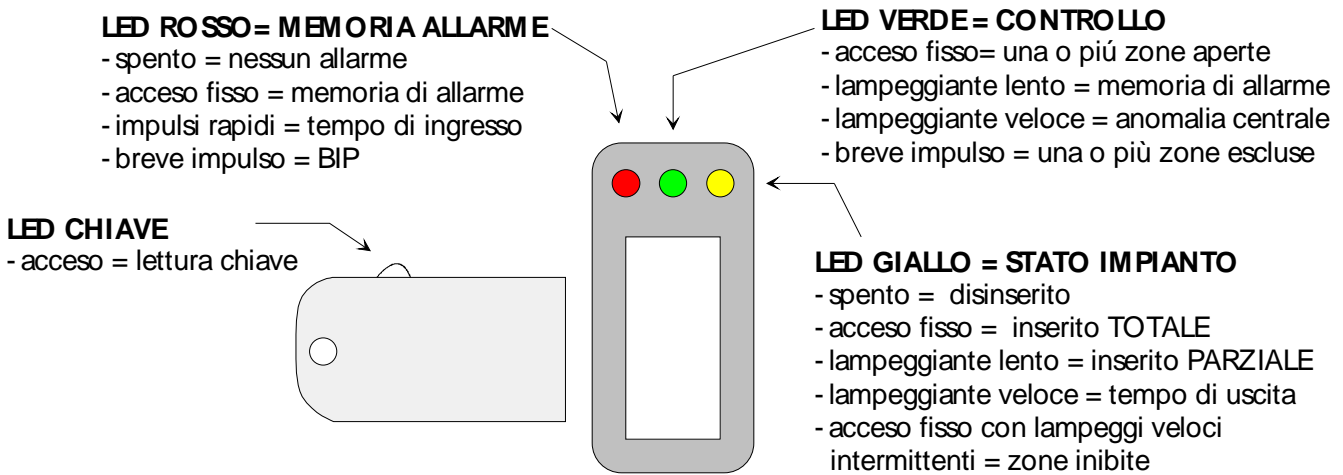 LED ROSSO= MEMORIA ALLARME
- spento = nessun allarme
- acceso fisso = memoria di allarme
- impulsi rapidi = tempo di ingresso
- breve impulso = BIP
LED VERDE = CONTROLLO
- acceso fisso= una o piú zone aperte
- lampeggiante lento = memoria di allarme
- lampeggiante veloce = anomalia centrale
- breve impulso = una o più zone escluse
LED CHIAVE
- acceso = lettura chiave
LED GIALLO = STATO IMPIANTO
- spento = disinserito
- acceso fisso = inserito TOTALE
- lampeggiante lento = inserito PARZIALE
- lampeggiante veloce = tempo di uscita
- acceso fisso con lampeggi veloci
intermittenti = zone inibite